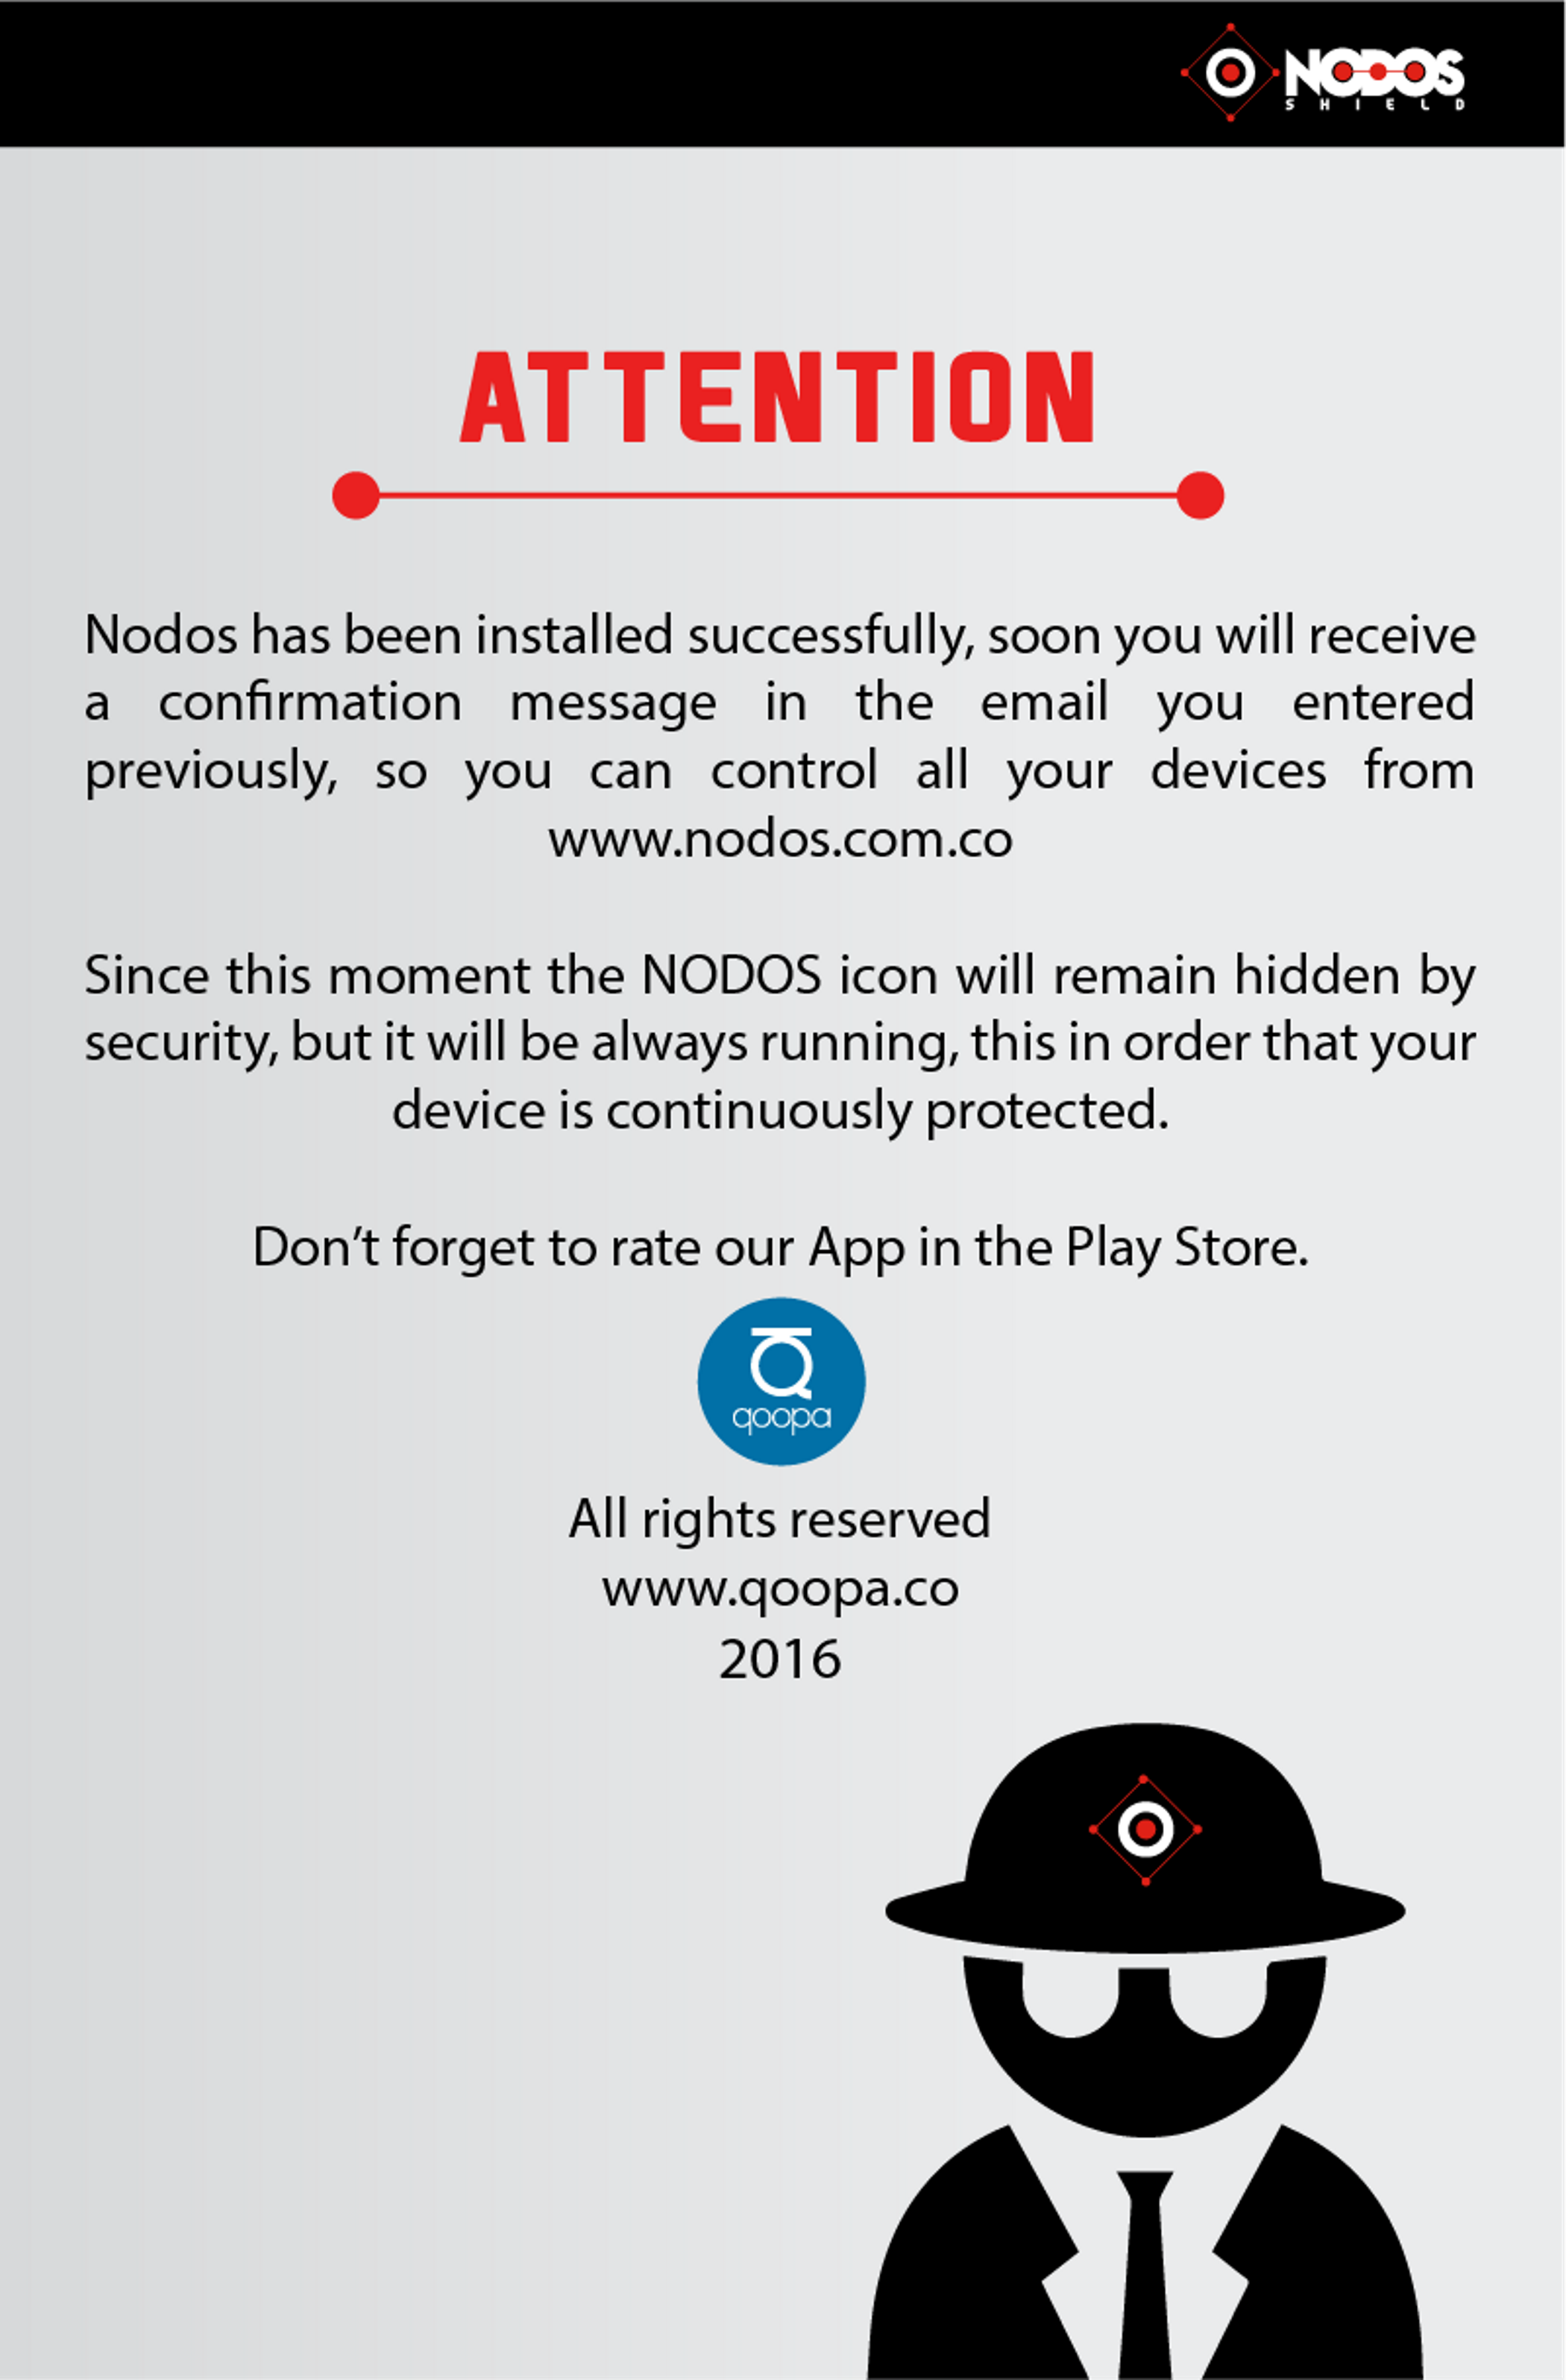 NODOS
SHIELD
ATTENTION
Nodos has been installed successfully, soon you will receive
a confirmation message in the email you entered
previously, so you can control all your devices from
www.nodos.com.co
Since this moment the NODOS icon will remain hidden by
security, but it will be always running, this in order that your
device is continuously protected.
Don't forget to rate our App in the Play Store.
qoopa
All rights reserved
www.qoopa.co
2016